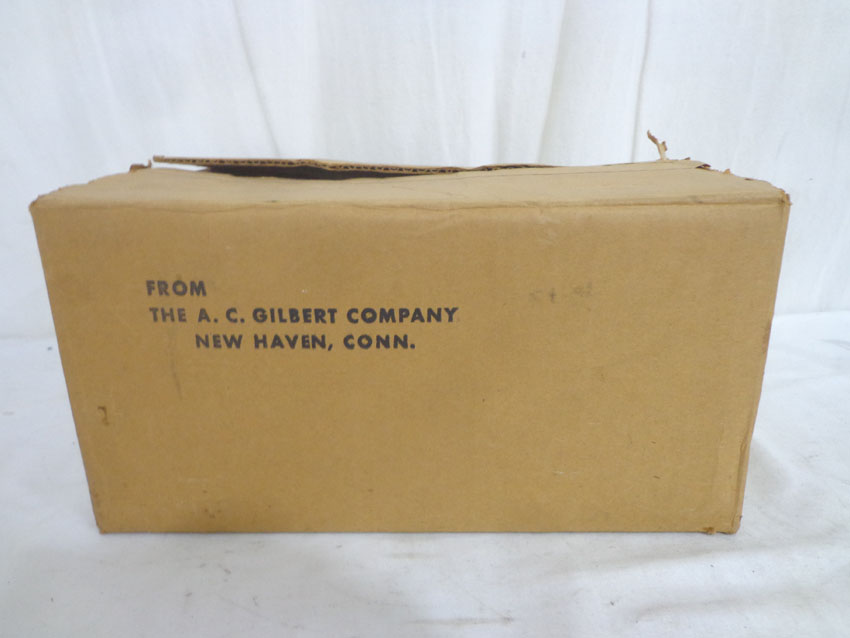 FROM
THE A. C. GILBERT COMPANY
NEW HAVEN, CONN.